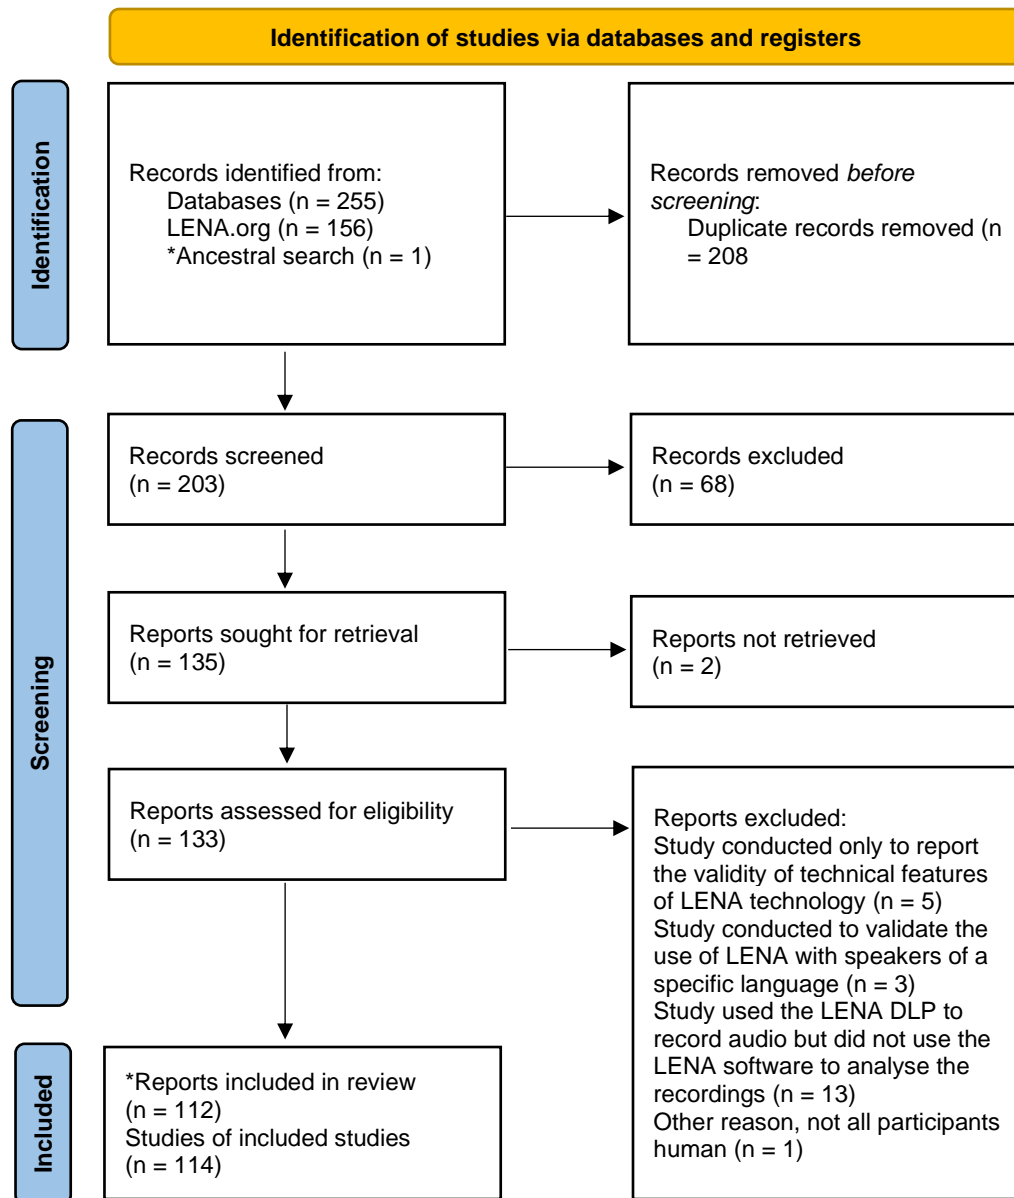 Identification of studies via databases and registers
Identification
Records identified from:
Databases (n = 255)
LENA.org (n = 156)
*Ancestral search (n = 1)
Records removed before
screening:
Duplicate records removed (n
= 208
Screening
Records screened
(n = 203)
Records excluded
(n = 68)
Reports sought for retrieval
(n = 135)
Reports not retrieved
(n = 2)
Reports assessed for eligibility
(n = 133)
Reports excluded:
Study conducted only to report
the validity of technical features
of LENA technology (n = 5)
Study conducted to validate the
use of LENA with speakers of a
specific language (n = 3)
Study used the LENA DLP to
record audio but did not use the
LENA software to analyse the
recordings (n = 13)
Other reason, not all participants
human (n = 1)
Included
*Reports included in review
(n = 112)
Studies of included studies
(n = 114)